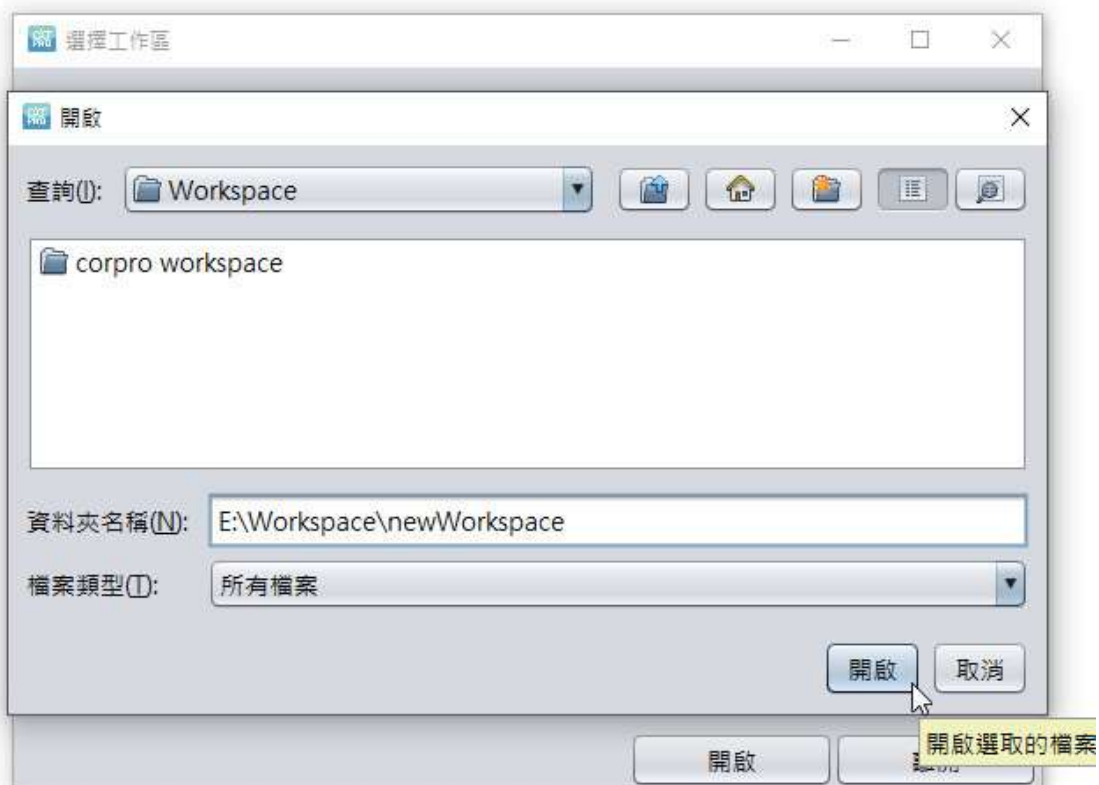 選擇工作區
開啟
查詢(I): Workspace
corpro workspace
資料夾名稱(N): E:\Workspace\newWorkspace
檔案類型(T): 所有檔案
開啟 取消
開啟選取的檔案
開啟